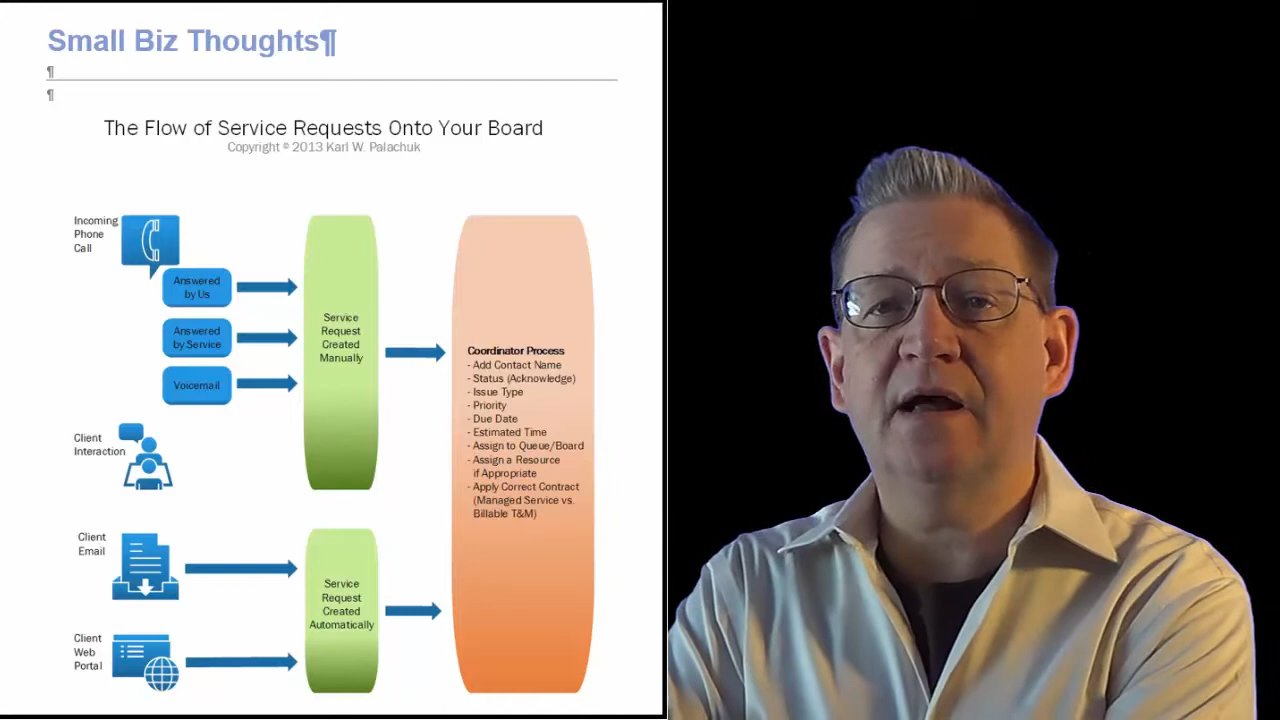 Small Biz Thoughts¶
¶
¶
The Flow of Service Requests Onto Your Board
Copyright © 2013 Karl W. Palachuk
Incoming
Phone
Call
Answered
by Us
Answered
by Service
Voicemail
Client
Interaction
Client
Email
Client
Web
Portal
Service
Request
Created
Manually
Service
Request
Created
Automatically
Coordinator Process
- Add Contact Name
- Status (Acknowledge)
- Issue Type
- Priority
- Due Date
- Estimated Time
- Assign to Queue/Board
- Assign a Resource
if Appropriate
- Apply Correct Contract
(Managed Service vs.
Billable T&M)